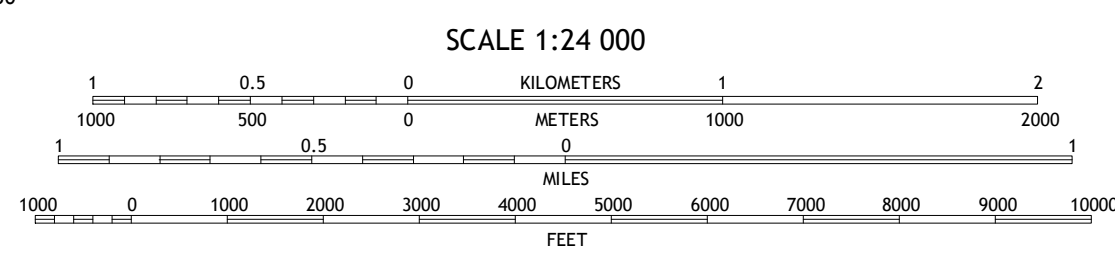 SCALE 1:24 000
1 0.5 0 KILOMETERS 1 2
1000 500 0 METERS 1000 2000
1 0.5 0 1
MILES
1000 0 1000 2000 3000 4000 5000 6000 7000 8000 9000 10000
FEET